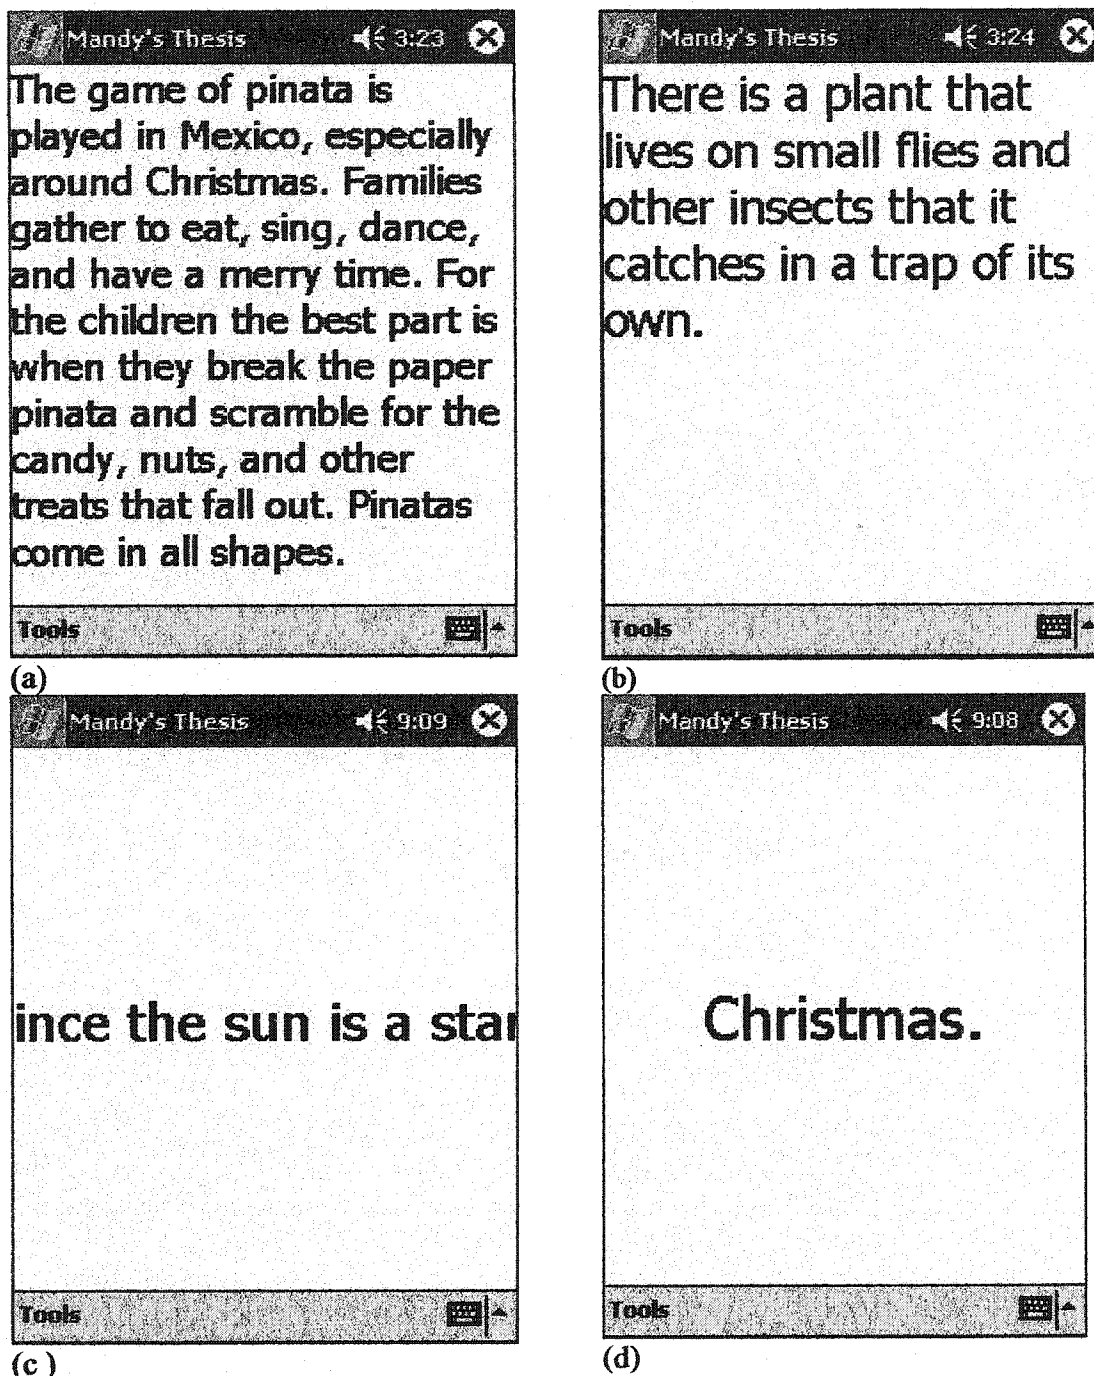 Mandy's Thesis 3:23
The game of pinata is
played in Mexico, especially
around Christmas. Families
gather to eat, sing, dance,
and have a merry time. For
the children the best part is
when they break the paper
pinata and scramble for the
candy, nuts, and other
treats that fall out. Pinatas
come in all shapes.
Tools
(a)
Mandy's Thesis 3:24
There is a plant that
lives on small flies and
other insects that it
catches in a trap of its
own.
Tools
(b)
Mandy's Thesis 9:09
ince the sun is a star
Tools
(c )
Mandy's Thesis 9:08
Christmas.
Tools
(d)